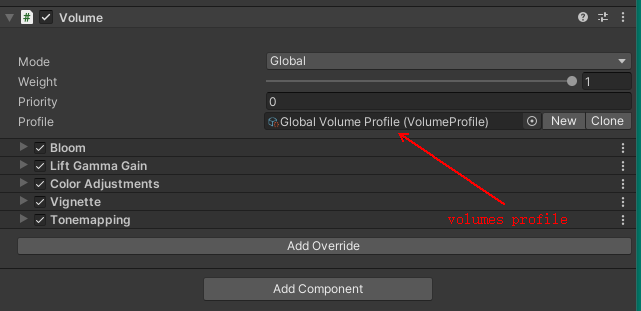 Volume
Mode Global
Weight 1
Priority 0
Profile Global Volume Profile (VolumeProfile) New Clone
Bloom
Lift Gamma Gain
Color Adjustments
Vignette
volumes profile
Tonemapping
Add Override
Add Component